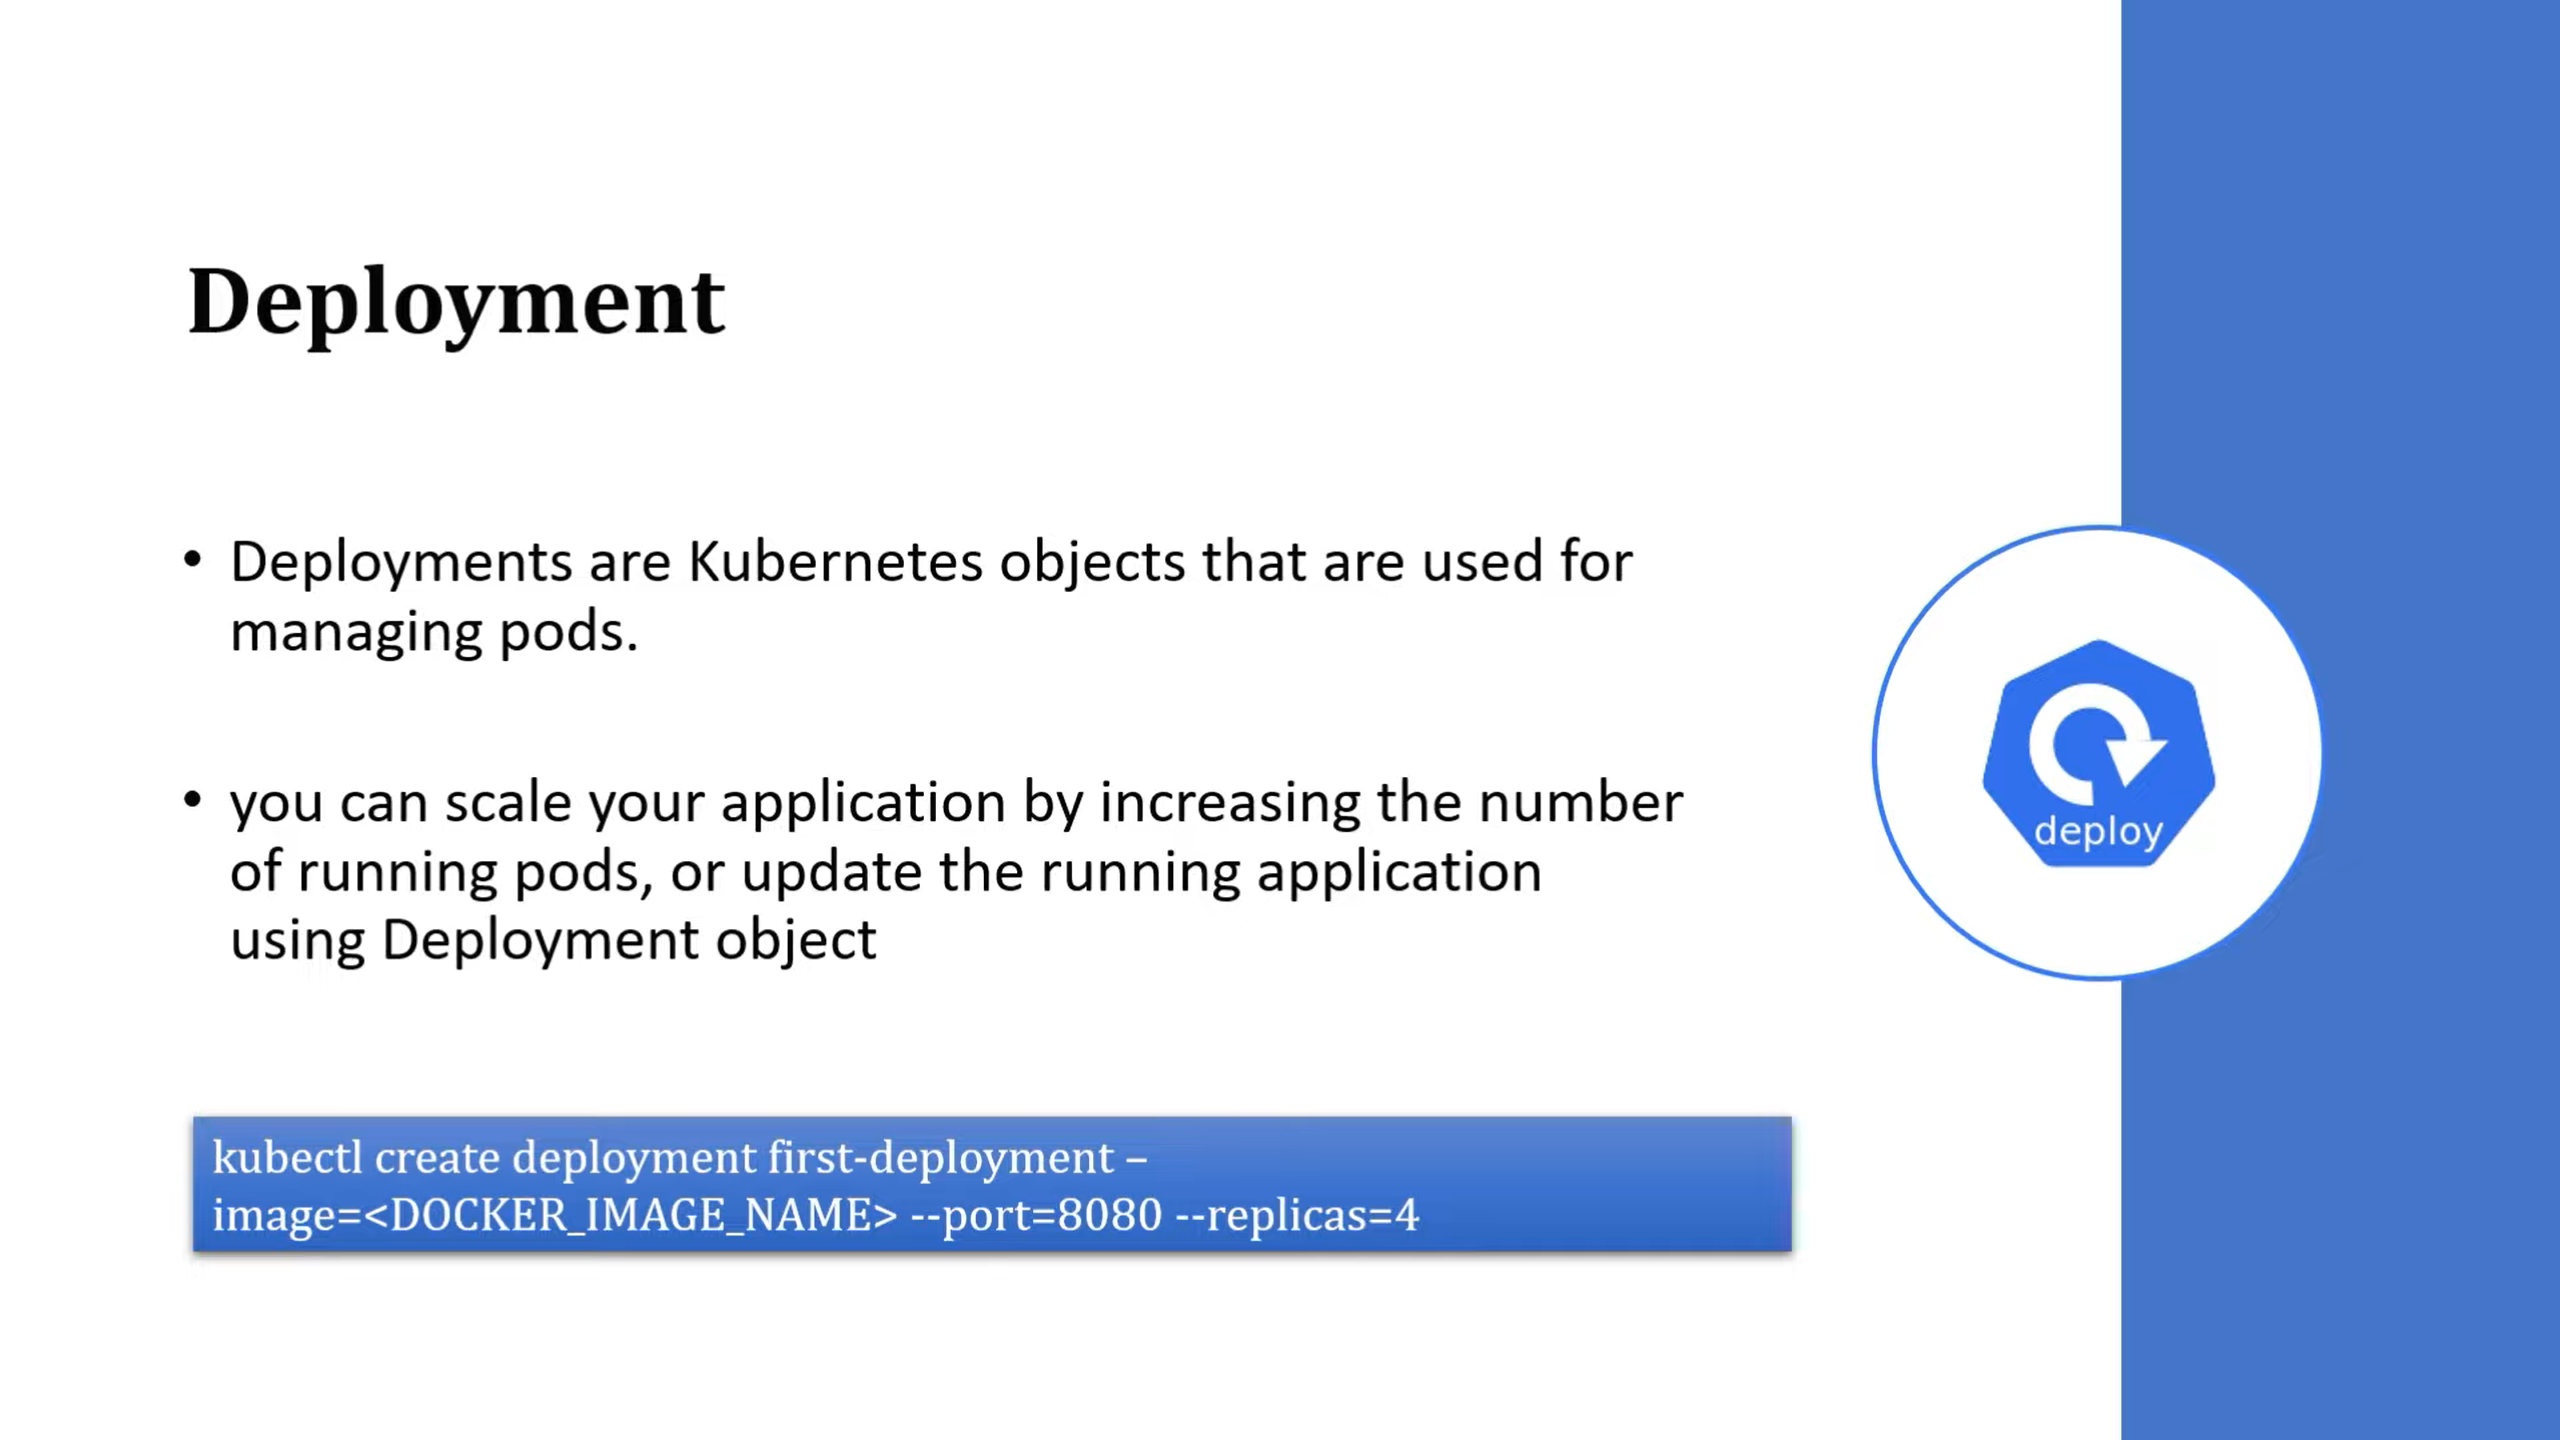 Deployment
• Deployments are Kubernetes objects that are used for
managing pods.
• you can scale your application by increasing the number
of running pods, or update the running application
using Deployment object
deploy
kubectl create deployment first-deployment –
image=<DOCKER_IMAGE_NAME> --port=8080 --replicas=4